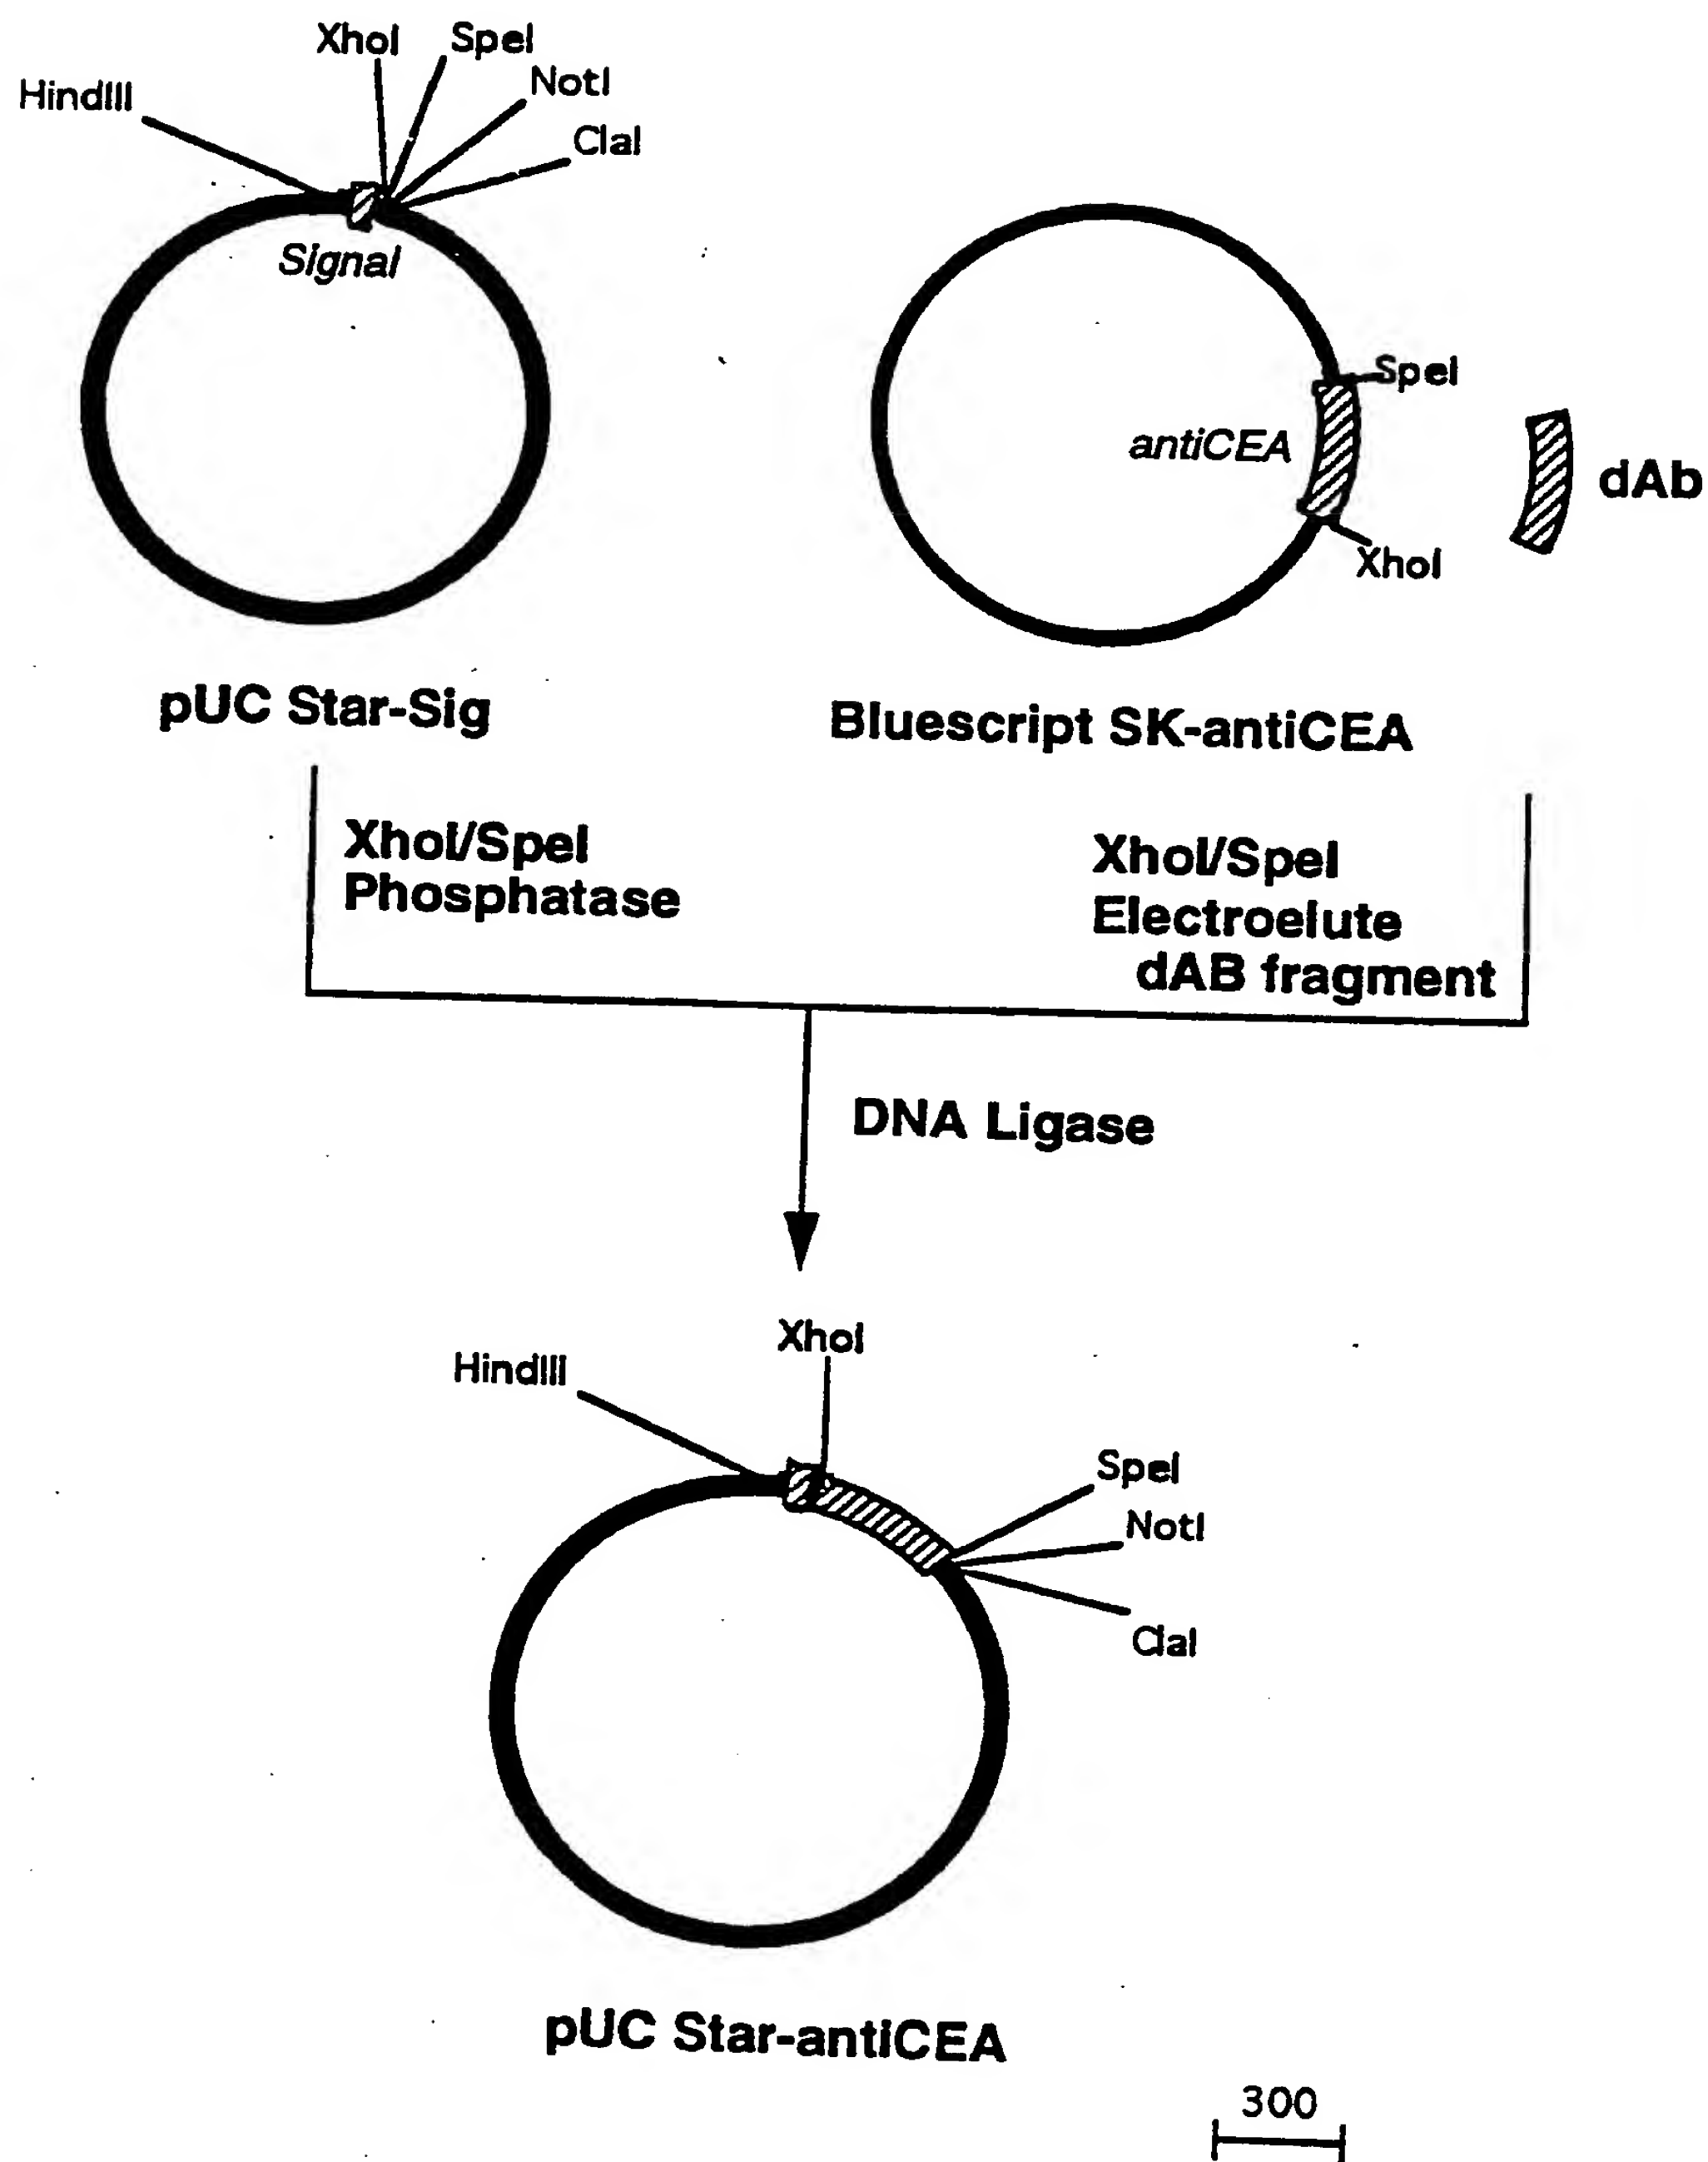 XhoI
SpeI
HindIII
NotI
ClaI
Signal
SpeI
antiCEA
dAb
XhoI
pUC Star-Sig
Bluescript SK-antiCEA
XhoI/SpeI
Phosphatase
XhoI/SpeI
Electroelute
dAB fragment
DNA Ligase
XhoI
HindIII
SpeI
NotI
ClaI
pUC Star-antiCEA
300